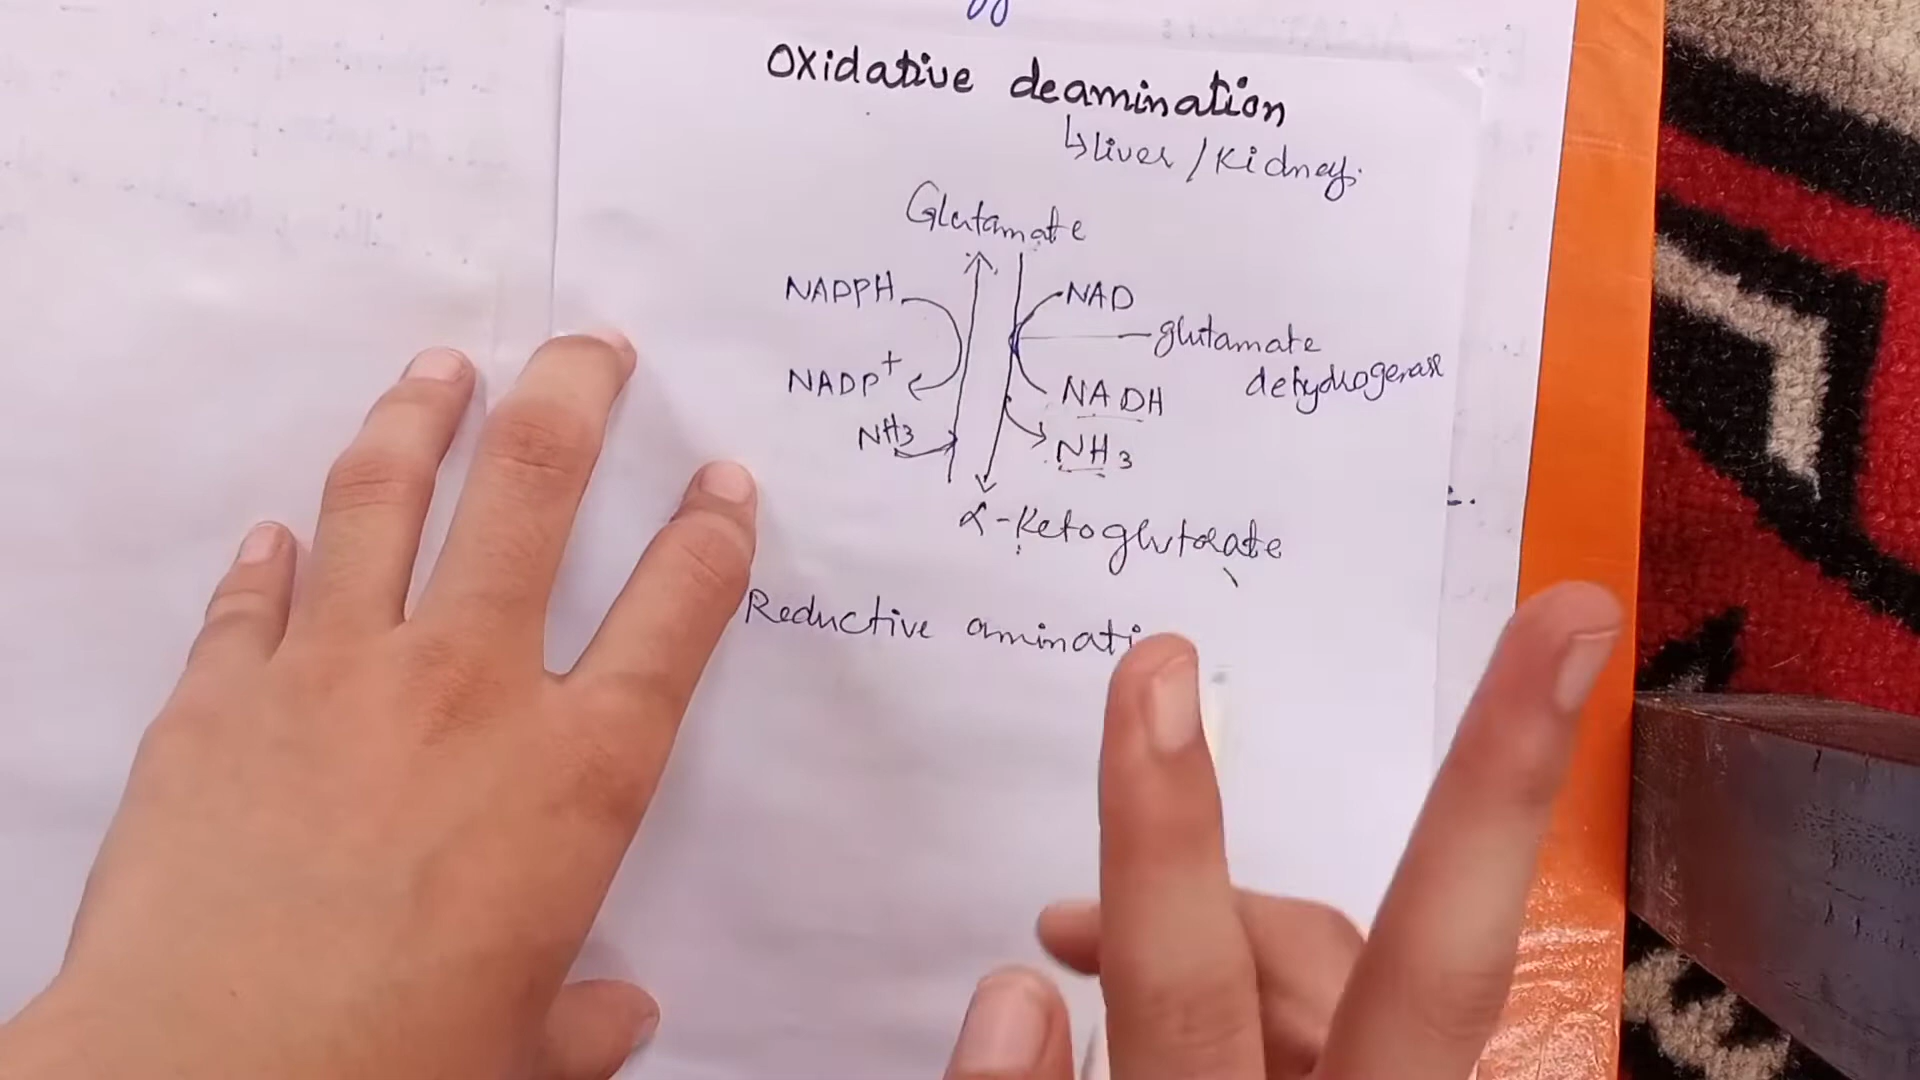 Oxidative deamination
↳ liver / Kidney.
Glutamate
NADPH
NAD
glutamate
dehydrogenase
NADP+
NADH
NH3
NH3
α-Ketoglutarate
Reductive aminati